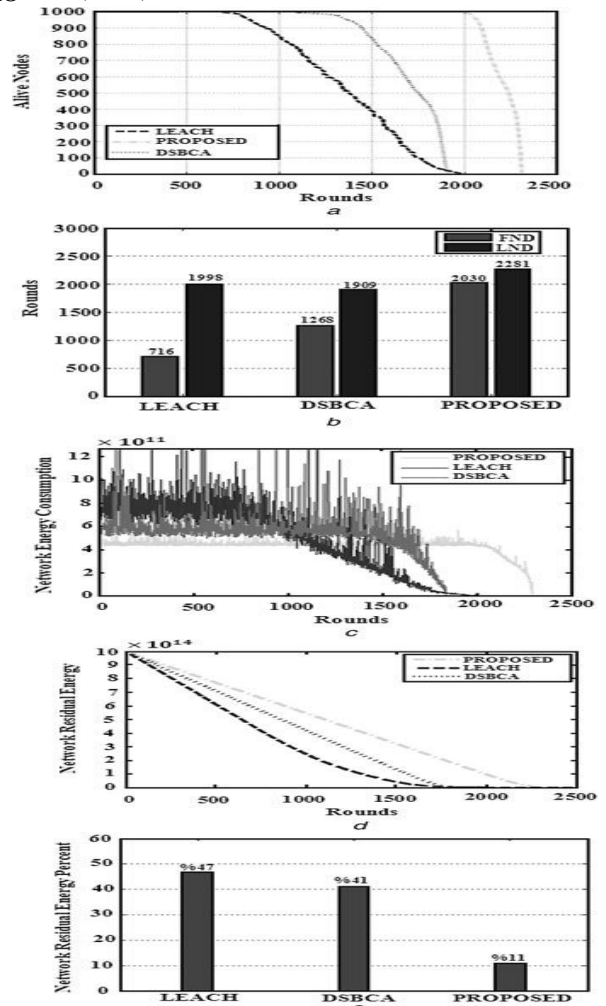 1000
900
800
700
600
500
400
300
200
100
0
Alive Nodes
LEACH
PROPOSED
DSBCA
0 500 1000 1500 2000 2500
Rounds
a
3000
2500
2000
1500
1000
500
0
Rounds
FND
LND
716 1998 1268 1909 2030 2281
LEACH DSBCA PROPOSED
b
× 10¹¹
12
10
8
6
4
2
0
Network Energy Consumption
PROPOSED
LEACH
DSBCA
0 500 1000 1500 2000 2500
Rounds
c
× 10¹⁴
10
9
8
7
6
5
4
3
2
1
0
Network Residual Energy
PROPOSED
LEACH
DSBCA
500 1000 1500 2000 2500
Rounds
d
60
50
40
30
20
10
0
Network Residual Energy Percent
%47 %41 %11
LEACH DSBCA PROPOSED